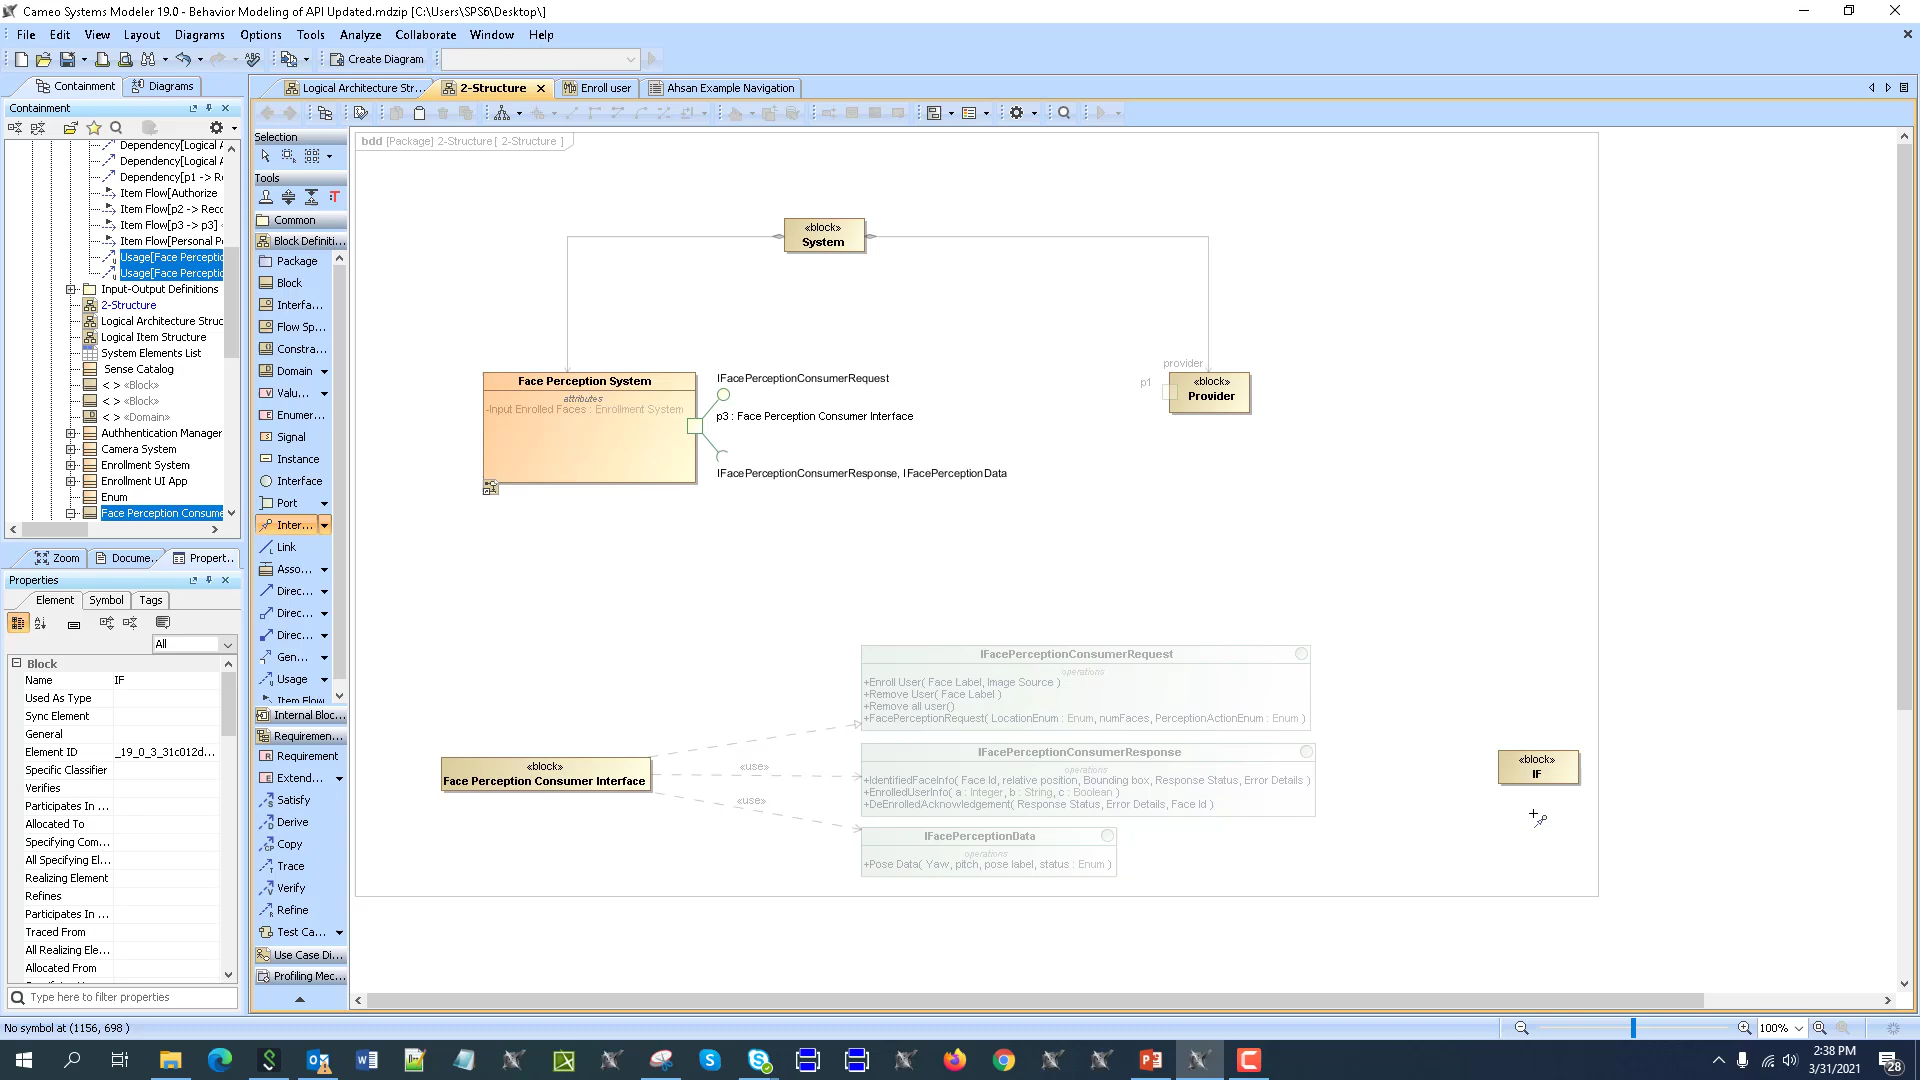 Cameo Systems Modeler 19.0 - Behavior Modeling of API Updated.mdzip [C:\Users\SPS6\Desktop\]
File Edit View Layout Diagrams Options Tools Analyze Collaborate Window Help
Create Diagram
Containment Diagrams
Logical Architecture Str... 2-Structure Enroll user Ahsan Example Navigation
Containment
Dependency[Logical A
Dependency[Logical A
Dependency[p1 -> R
Item Flow[Authorize
Item Flow[p2 -> Reco
Item Flow[p3 -> p3]
Item Flow[Personal P
Usage[Face Perceptio
Usage[Face Perceptio
Input-Output Definitions
2-Structure
Logical Architecture Struc
Logical Item Structure
System Elements List
Sense Catalog
< > «Block»
< > «Block»
< > «Domain»
Authhentication Manager
Camera System
Enrollment System
Enrollment UI App
Enum
Face Perception Consume
Zoom Docume... Propert...
Properties
Element Symbol Tags
All
Block
Name IF
Used As Type
Sync Element
General
Element ID _19_0_3_31c012d...
Specific Classifier
Verifies
Participates In ...
Allocated To
Specifying Com...
All Specifying El...
Realizing Element
Refines
Participates In ...
Traced From
All Realizing Ele...
Allocated From
Type here to filter properties
Selection
Tools
Common
Block Definiti...
Package
Block
Interfa...
Flow Sp...
Constra...
Domain
Valu...
Enumer...
Signal
Instance
Interface
Port
Inter...
Link
Asso...
Direc...
Direc...
Direc...
Gen...
Usage
Item Flow
Internal Bloc...
Requiremen...
Requirement
Extend...
Satisfy
Derive
Copy
Trace
Verify
Refine
Test Ca...
Use Case Di...
Profiling Mec...
bdd [Package] 2-Structure [ 2-Structure ]
«block»
System
Face Perception System
attributes
-Input Enrolled Faces : Enrollment System
IFacePerceptionConsumerRequest
p3 : Face Perception Consumer Interface
IFacePerceptionConsumerResponse, IFacePerceptionData
provider
p1
«block»
Provider
IFacePerceptionConsumerRequest
operations
+Enroll User( Face Label, Image Source )
+Remove User( Face Label )
+Remove all user()
+FacePerceptionRequest( LocationEnum : Enum, numFaces, PerceptionActionEnum : Enum )
«block»
Face Perception Consumer Interface
«use»
«use»
IFacePerceptionConsumerResponse
operations
+IdentifiedFaceInfo( Face Id, relative position, Bounding box, Response Status, Error Details )
+EnrolledUserInfo( a : Integer, b : String, c : Boolean )
+DeEnrolledAcknowledgement( Response Status, Error Details, Face Id )
IFacePerceptionData
operations
+Pose Data( Yaw, pitch, pose label, status : Enum )
«block»
IF
No symbol at (1156, 698 )
100%
2:38 PM
3/31/2021
28